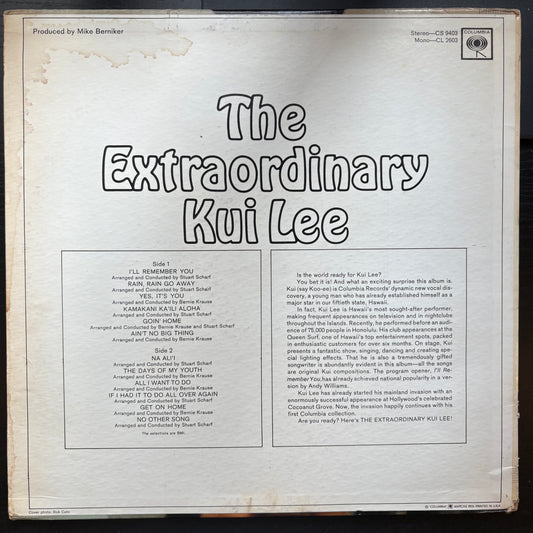 Produced by Mike Berniker
Stereo—CS 9403
Mono—CL 2603
COLUMBIA
The
Extraordinary
Kui Lee
Side 1
I'LL REMEMBER YOU
Arranged and Conducted by Stuart Scharf
RAIN, RAIN GO AWAY
Arranged and Conducted by Stuart Scharf
YES, IT'S YOU
Arranged and Conducted by Bernie Krause
KAMAKANI KA'ILI ALOHA
Arranged and Conducted by Stuart Scharf
GOIN' HOME
Arranged and Conducted by Bernie Krause and Stuart Scharf
AIN'T NO BIG THING
Arranged and Conducted by Bernie Krause
Side 2
NA ALI'I
Arranged and Conducted by Stuart Scharf
THE DAYS OF MY YOUTH
Arranged and Conducted by Bernie Krause
ALL I WANT TO DO
Arranged and Conducted by Bernie Krause
IF I HAD IT TO DO ALL OVER AGAIN
Arranged and Conducted by Stuart Scharf
GET ON HOME
Arranged and Conducted by Bernie Krause
NO OTHER SONG
Arranged and Conducted by Stuart Scharf
The selections are BMI.
Is the world ready for Kui Lee?
You bet it is! And what an exciting surprise this album is.
Kui (say Koo-ee) is Columbia Records' dynamic new vocal discovery,
a young man who has already established himself as a
major star in our fiftieth state, Hawaii.
In fact, Kui Lee is Hawaii's most sought-after performer,
making frequent appearances on television and in nightclubs
throughout the Islands. Recently, he performed before an audience
of 75,000 people in Honolulu. His club appearances at the
Queen Surf, one of Hawaii's top entertainment spots, packed
in enthusiastic customers for over six months. On stage, Kui
presents a fantastic show, singing, dancing and creating special
lighting effects. That he is also a tremendously gifted
songwriter is abundantly evident in this album—all the songs
are original Kui compositions. The program opener, I'll Remember
You, has already achieved national popularity in a version
by Andy Williams.
Kui Lee has already started his mainland invasion with an
enormously successful appearance at Hollywood's celebrated
Cocoanut Grove. Now, the invasion happily continues with his
first Columbia collection.
Are you ready? Here's THE EXTRAORDINARY KUI LEE!
Cover photo: Bob Cato
© COLUMBIA MARCAS REG. PRINTED IN U.S.A.